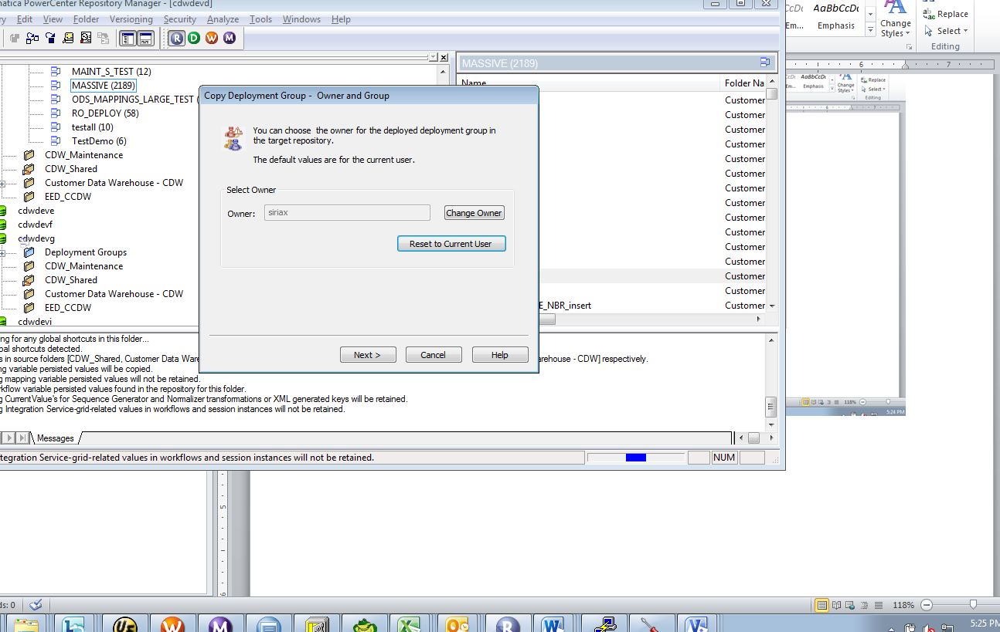 matica PowerCenter Repository Manager - [cdwdevd]
ry Edit View Folder Versioning Security Analyze Tools Windows Help
R D W M
MAINT_S_TEST (12)
MASSIVE (2189)
ODS_MAPPINGS_LARGE_TEST (
RO_DEPLOY (58)
testall (10)
TestDemo (6)
CDW_Maintenance
CDW_Shared
Customer Data Warehouse - CDW
EED_CCDW
cdwdeve
cdwdevf
cdwdevg
Deployment Groups
CDW_Maintenance
CDW_Shared
Customer Data Warehouse - CDW
EED_CCDW
cdwdevi
MASSIVE (2189)
Name Folder Na
Customer
Customer
Customer
Customer
Customer
Customer
Customer
Customer
Customer
Customer
Customer
Customer
Customer
Customer
E_NBR_insert Customer
Copy Deployment Group - Owner and Group
You can choose the owner for the deployed deployment group in
the target repository.
The default values are for the current user.
Select Owner
Owner: siriax Change Owner
Reset to Current User
Next > Cancel Help
ng for any global shortcuts in this folder...
obal shortcuts detected.
s in source folders [CDW_Shared, Customer Data Ware
rehouse - CDW] respectively.
ng variable persisted values will be copied.
g mapping variable persisted values will not be retained.
rkflow variable persisted values found in the repository for this folder.
g CurrentValue's for Sequence Generator and Normalizer transformations or XML generated keys will be retained.
g Integration Service-grid-related values in workflows and session instances will not be retained.
Messages
ntegration Service-grid-related values in workflows and session instances will not be retained.
NUM
AaBbCcDc
Em... Emphasis
Change
Styles
Replace
Select
Editing
6 7
AaBbCcDc
Em... Emphasis
Change
Styles
Replace
Select
Editing
6 7
118%
5:24 PM
5
6
ds: 0
118%
5:25 PM